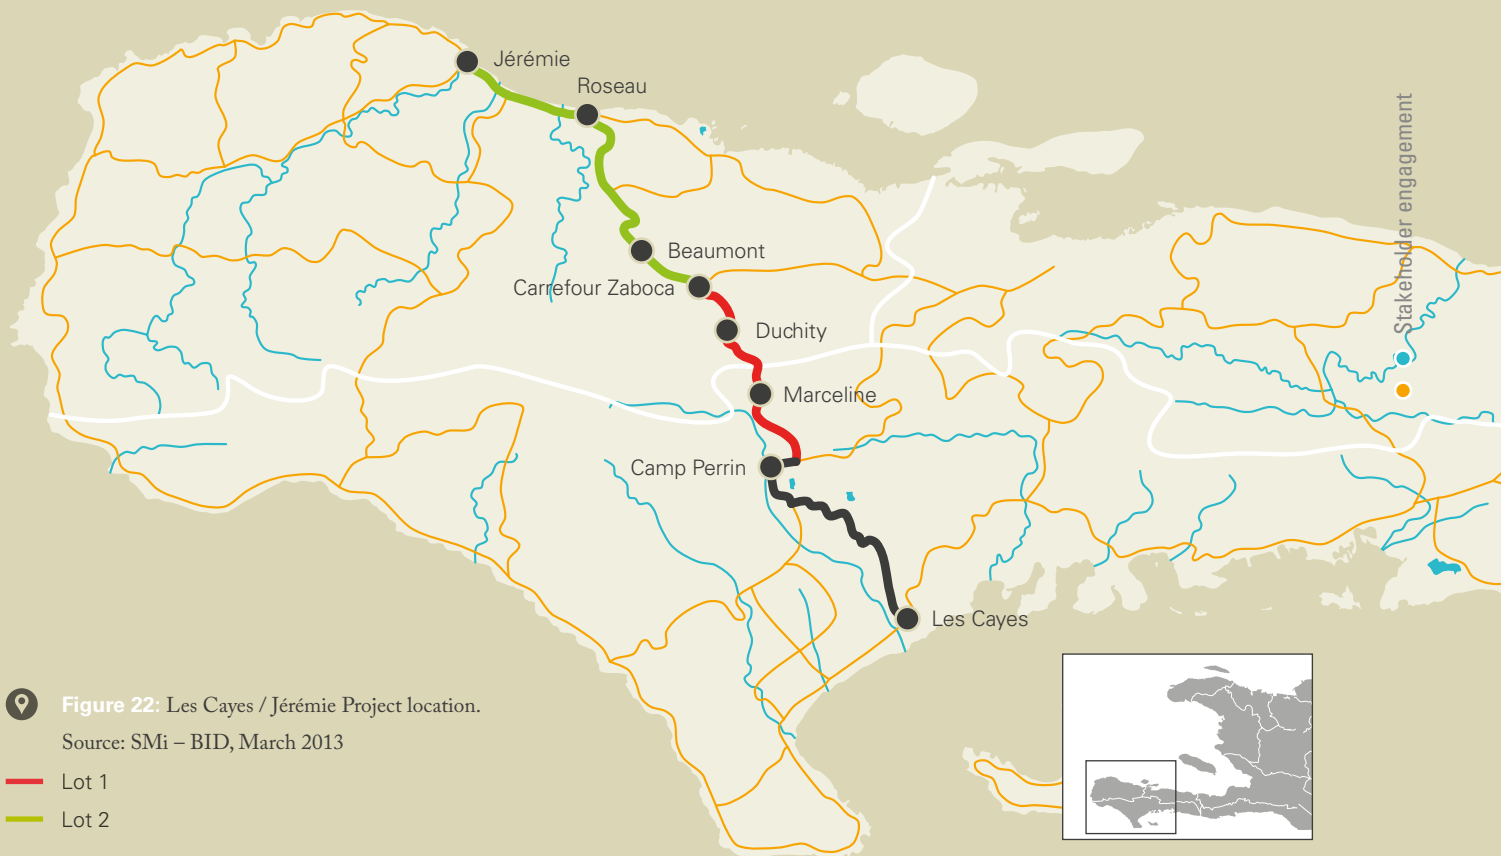 Jérémie
Roseau
Stakeholder engagement
Beaumont
Carrefour Zaboca
Duchity
Marceline
Camp Perrin
Les Cayes
Figure 22: Les Cayes / Jérémie Project location.
Source: SMi – BID, March 2013
Lot 1
Lot 2